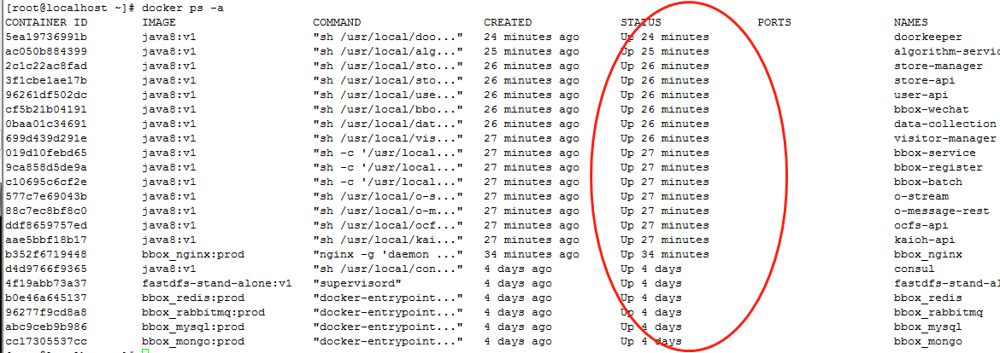 [root@localhost ~]# docker ps -a
CONTAINER ID IMAGE COMMAND CREATED STATUS PORTS NAMES
5ea19736991b java8:v1 "sh /usr/local/doo..." 24 minutes ago Up 24 minutes doorkeeper
ac050b884399 java8:v1 "sh /usr/local/alg..." 25 minutes ago Up 25 minutes algorithm-servic
2c1c22ac8fad java8:v1 "sh /usr/local/sto..." 26 minutes ago Up 26 minutes store-manager
3f1cbe1ae17b java8:v1 "sh /usr/local/sto..." 26 minutes ago Up 26 minutes store-api
96261df502dc java8:v1 "sh /usr/local/use..." 26 minutes ago Up 26 minutes user-api
cf5b21b04191 java8:v1 "sh /usr/local/bbo..." 26 minutes ago Up 26 minutes bbox-wechat
0baa01c34691 java8:v1 "sh /usr/local/dat..." 26 minutes ago Up 26 minutes data-collection
699d439d291e java8:v1 "sh /usr/local/vis..." 27 minutes ago Up 26 minutes visitor-manager
019d10febd65 java8:v1 "sh -c '/usr/local..." 27 minutes ago Up 27 minutes bbox-service
9ca858d5de9a java8:v1 "sh -c '/usr/local..." 27 minutes ago Up 27 minutes bbox-register
c10695c6cf2e java8:v1 "sh -c '/usr/local..." 27 minutes ago Up 27 minutes bbox-batch
577c7e69043b java8:v1 "sh /usr/local/o-s..." 27 minutes ago Up 27 minutes o-stream
88c7ec8bf8c0 java8:v1 "sh /usr/local/o-m..." 27 minutes ago Up 27 minutes o-message-rest
ddf8659757ed java8:v1 "sh /usr/local/ocf..." 27 minutes ago Up 27 minutes ocfs-api
aae5bbf18b17 java8:v1 "sh /usr/local/kai..." 27 minutes ago Up 27 minutes kaioh-api
b352f6719448 bbox_nginx:prod "nginx -g 'daemon ..." 34 minutes ago Up 34 minutes bbox_nginx
d4d9766f9365 java8:v1 "sh /usr/local/con..." 4 days ago Up 4 days consul
4f19abb73a37 fastdfs-stand-alone:v1 "supervisord" 4 days ago Up 4 days fastdfs-stand-al
b0e46a645137 bbox_redis:prod "docker-entrypoint..." 4 days ago Up 4 days bbox_redis
96277f9cd8a8 bbox_rabbitmq:prod "docker-entrypoint..." 4 days ago Up 4 days bbox_rabbitmq
abc9ceb9b986 bbox_mysql:prod "docker-entrypoint..." 4 days ago Up 4 days bbox_mysql
cc17305537cc bbox_mongo:prod "docker-entrypoint..." 4 days ago Up 4 days bbox_mongo